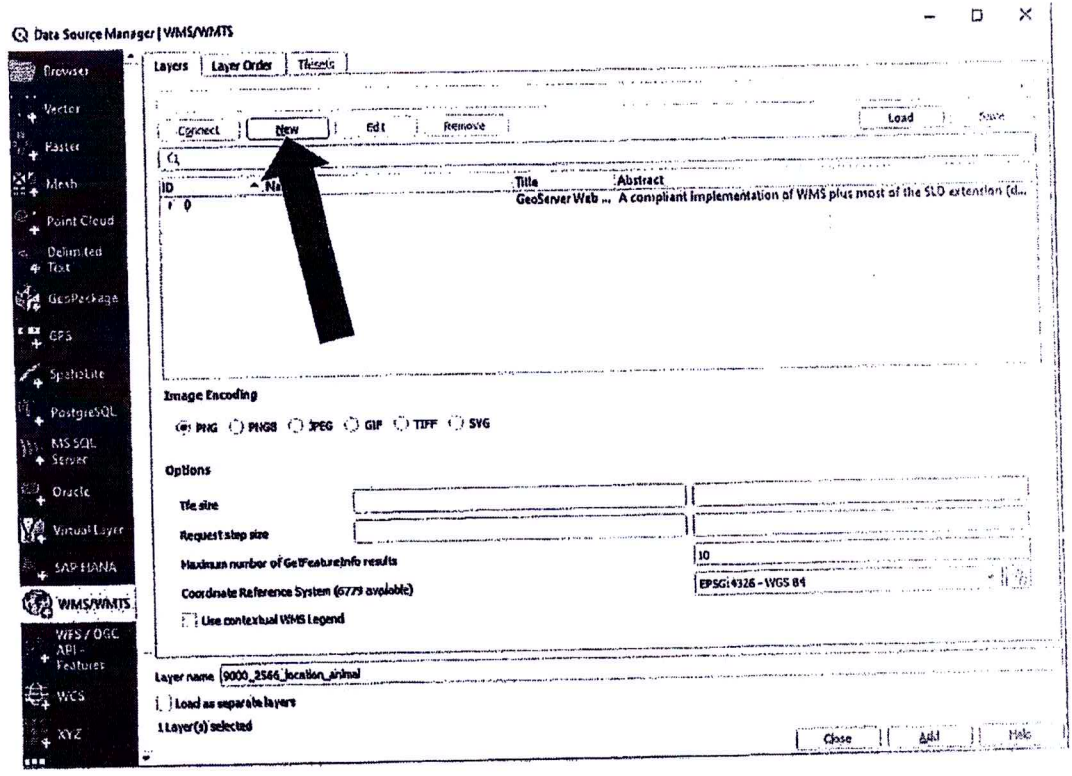 Data Source Manager | WMS/WMTS
Browser
Vector
Raster
Mesh
Point Cloud
Delimited
Text
GeoPackage
GPS
SpatiaLite
PostgreSQL
MS SQL
Server
Oracle
Virtual Layer
SAP HANA
WMS/WMTS
WFS / OGC
API -
Features
WCS
XYZ
Layers Layer Order Tilesets
Connect New Edit Remove Load Save
ID Title Abstract
0 GeoServer Web ... A compliant implementation of WMS plus most of the SLD extension (d...
Image Encoding
PNG PNG8 JPEG GIF TIFF SVG
Options
Tile size
Request step size
Maximum number of GetFeatureInfo results 10
Coordinate Reference System (6779 available) EPSG:4326 - WGS 84
Use contextual WMS Legend
Layer name 9000_2566_location_animal
Load as separate layers
1 Layer(s) selected
Close Add Help